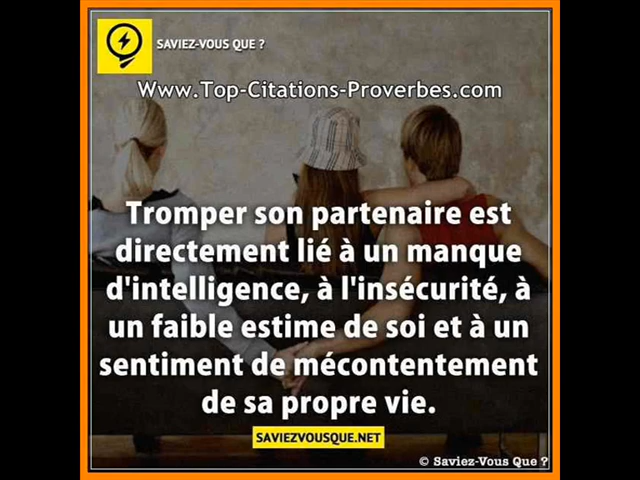 SAVIEZ-VOUS QUE ?
Www.Top-Citations-Proverbes.com
Tromper son partenaire est
directement lié à un manque
d'intelligence, à l'insécurité, à
un faible estime de soi et à un
sentiment de mécontentement
de sa propre vie.
SAVIEZVOUSQUE.NET
© Saviez-Vous Que ?